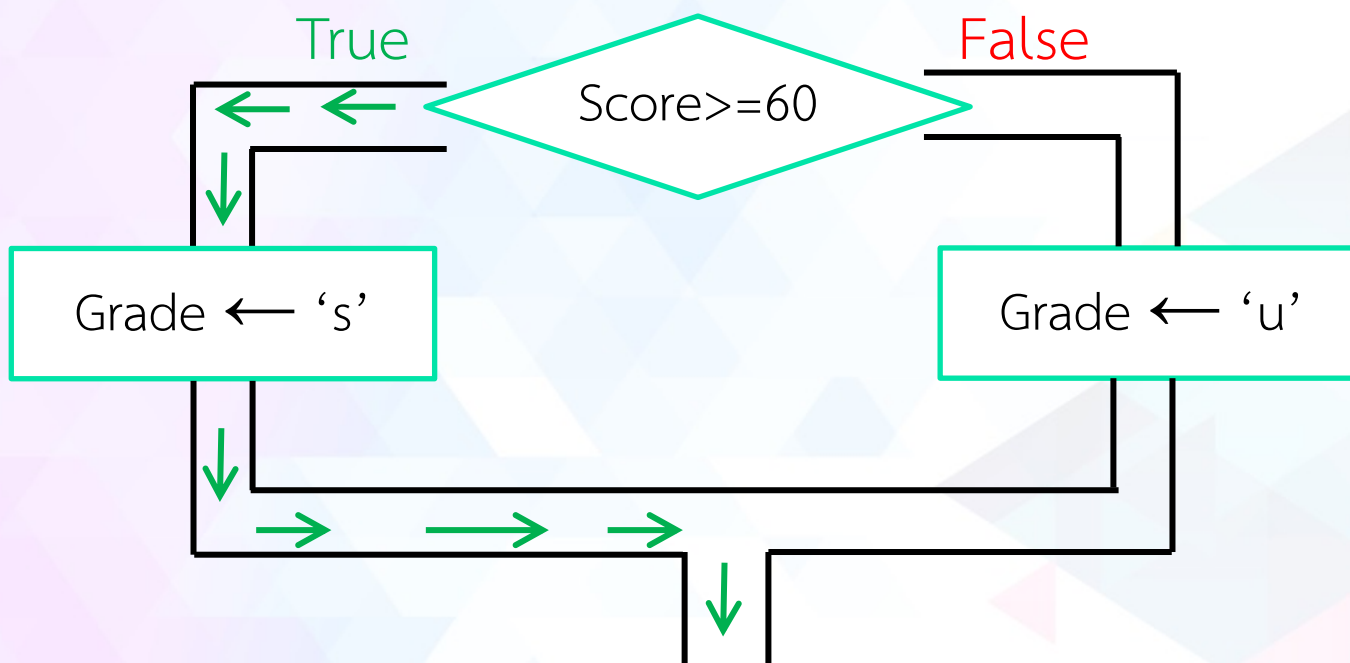 True
False
Score>=60
Grade ← ‘s’
Grade ← ‘u’